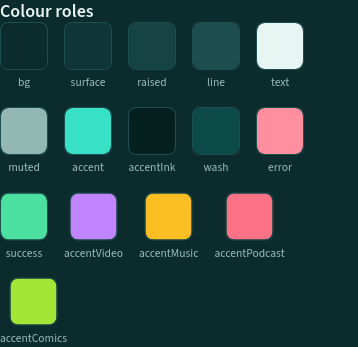 Colour roles
bg surface raised line text
muted accent accentInk wash error
success accentVideo accentMusic accentPodcast
accentComics